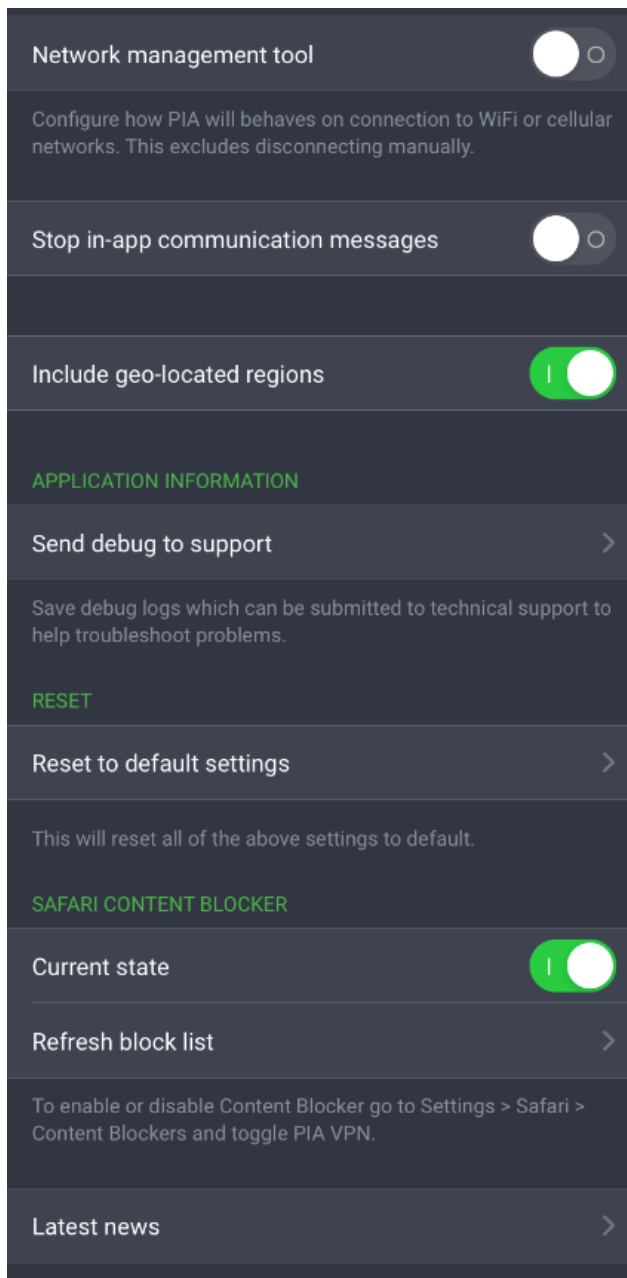 Network management tool
Configure how PIA will behaves on connection to WiFi or cellular
networks. This excludes disconnecting manually.
Stop in-app communication messages
Include geo-located regions
APPLICATION INFORMATION
Send debug to support
Save debug logs which can be submitted to technical support to
help troubleshoot problems.
RESET
Reset to default settings
This will reset all of the above settings to default.
SAFARI CONTENT BLOCKER
Current state
Refresh block list
To enable or disable Content Blocker go to Settings > Safari >
Content Blockers and toggle PIA VPN.
Latest news